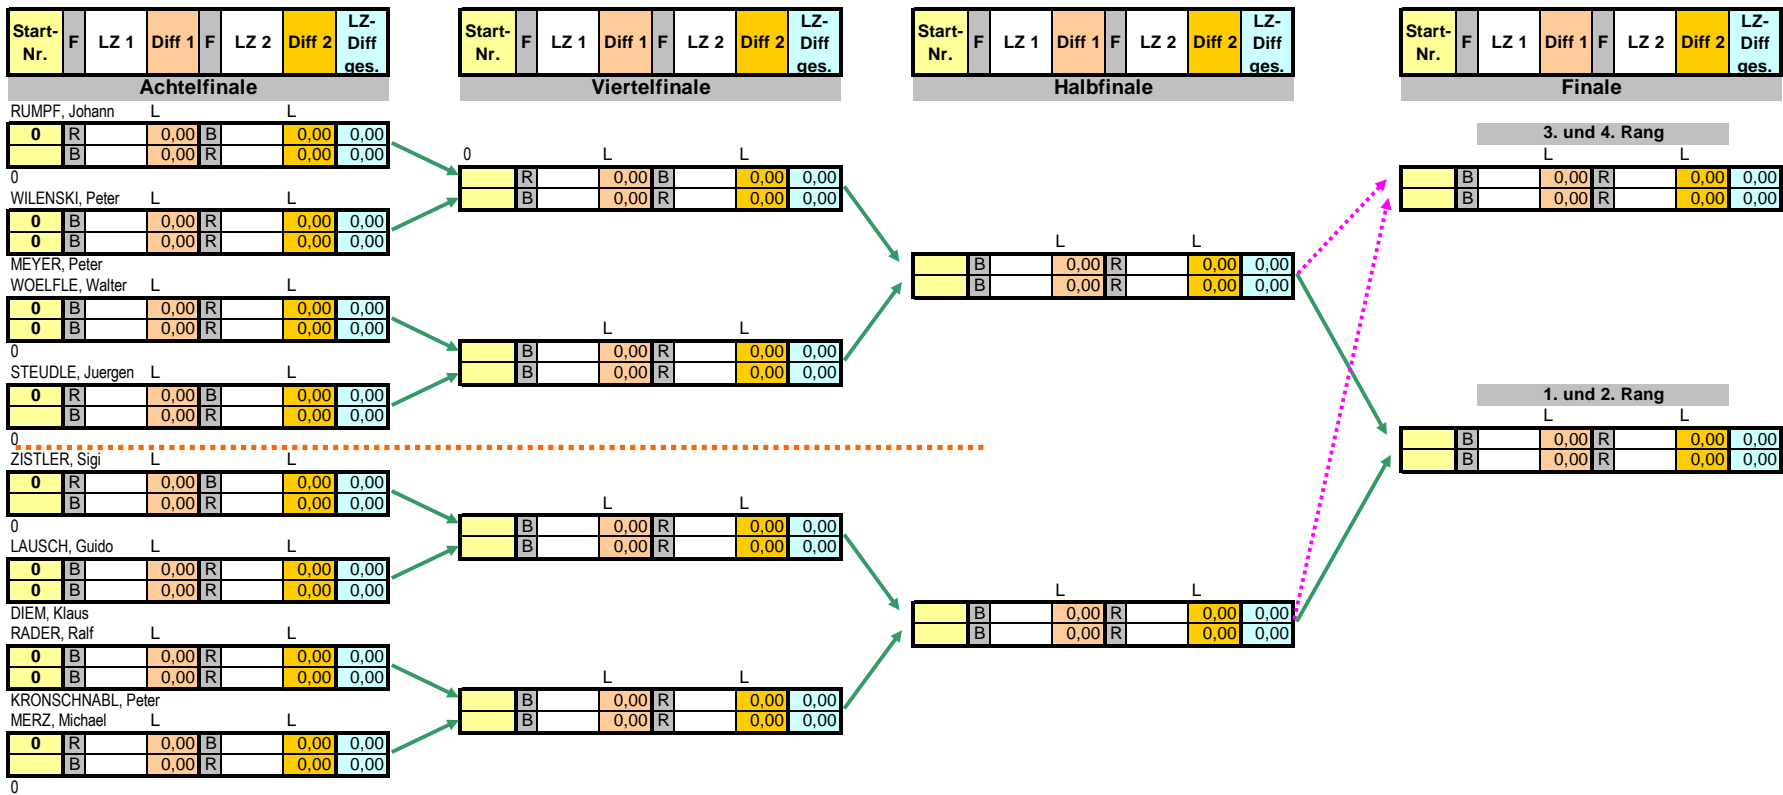 Start-Nr. F LZ 1 Diff 1 F LZ 2 Diff 2 LZ-Diff ges.
Achtelfinale
RUMPF, Johann L L
0 R 0,00 B 0,00 0,00
B 0,00 R 0,00 0,00
0
WILENSKI, Peter L L
0 B 0,00 R 0,00 0,00
0 B 0,00 R 0,00 0,00
MEYER, Peter
WOELFLE, Walter L L
0 B 0,00 R 0,00 0,00
0 B 0,00 R 0,00 0,00
0
STEUDLE, Juergen L L
0 R 0,00 B 0,00 0,00
B 0,00 R 0,00 0,00
0
ZISTLER, Sigi L L
0 R 0,00 B 0,00 0,00
B 0,00 R 0,00 0,00
0
LAUSCH, Guido L L
0 B 0,00 R 0,00 0,00
0 B 0,00 R 0,00 0,00
DIEM, Klaus
RADER, Ralf L L
0 B 0,00 R 0,00 0,00
0 B 0,00 R 0,00 0,00
KRONSCHNABL, Peter
MERZ, Michael L L
0 R 0,00 B 0,00 0,00
B 0,00 R 0,00 0,00
0
Start-Nr. F LZ 1 Diff 1 F LZ 2 Diff 2 LZ-Diff ges.
Viertelfinale
0 L L
R 0,00 B 0,00 0,00
B 0,00 R 0,00 0,00
L L
B 0,00 R 0,00 0,00
B 0,00 R 0,00 0,00
L L
B 0,00 R 0,00 0,00
B 0,00 R 0,00 0,00
L L
B 0,00 R 0,00 0,00
B 0,00 R 0,00 0,00
Start-Nr. F LZ 1 Diff 1 F LZ 2 Diff 2 LZ-Diff ges.
Halbfinale
L L
B 0,00 R 0,00 0,00
B 0,00 R 0,00 0,00
L L
B 0,00 R 0,00 0,00
B 0,00 R 0,00 0,00
Start-Nr. F LZ 1 Diff 1 F LZ 2 Diff 2 LZ-Diff ges.
Finale
3. und 4. Rang
L L
B 0,00 R 0,00 0,00
B 0,00 R 0,00 0,00
1. und 2. Rang
L L
B 0,00 R 0,00 0,00
B 0,00 R 0,00 0,00